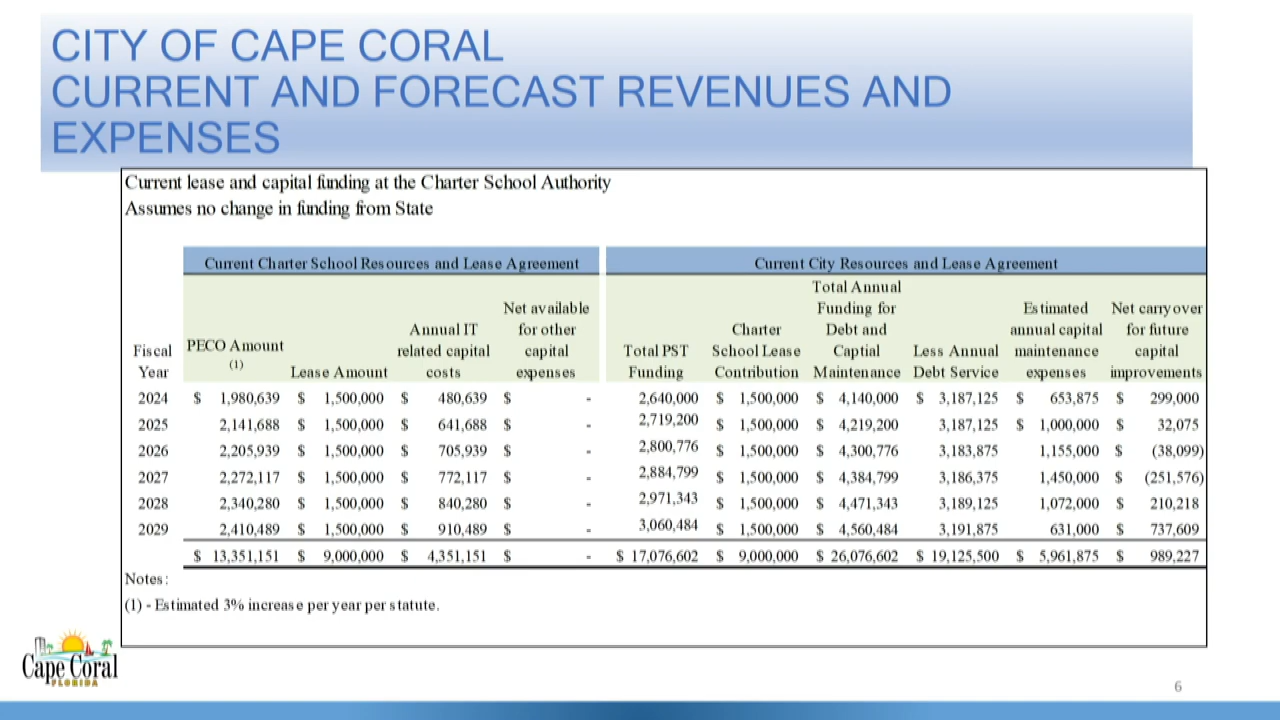 CITY OF CAPE CORAL
CURRENT AND FORECAST REVENUES AND
EXPENSES
Current lease and capital funding at the Charter School Authority
Assumes no change in funding from State
Current Charter School Resources and Lease Agreement Current City Resources and Lease Agreement
Fiscal Year PECO Amount (1) Lease Amount Annual IT related capital costs Net available for other capital expenses Total PST Funding Charter School Lease Contribution Total Annual Funding for Debt and Captial Maintenance Less Annual Debt Service Estimated annual capital maintenance expenses Net carryover for future capital improvements
2024 $ 1,980,639 $ 1,500,000 $ 480,639 $ - 2,640,000 $ 1,500,000 $ 4,140,000 $ 3,187,125 $ 653,875 $ 299,000
2025 2,141,688 $ 1,500,000 $ 641,688 $ - 2,719,200 $ 1,500,000 $ 4,219,200 3,187,125 $ 1,000,000 $ 32,075
2026 2,205,939 $ 1,500,000 $ 705,939 $ - 2,800,776 $ 1,500,000 $ 4,300,776 3,183,875 1,155,000 $ (38,099)
2027 2,272,117 $ 1,500,000 $ 772,117 $ - 2,884,799 $ 1,500,000 $ 4,384,799 3,186,375 1,450,000 $ (251,576)
2028 2,340,280 $ 1,500,000 $ 840,280 $ - 2,971,343 $ 1,500,000 $ 4,471,343 3,189,125 1,072,000 $ 210,218
2029 2,410,489 $ 1,500,000 $ 910,489 $ - 3,060,484 $ 1,500,000 $ 4,560,484 3,191,875 631,000 $ 737,609
$ 13,351,151 $ 9,000,000 $ 4,351,151 $ - $ 17,076,602 $ 9,000,000 $ 26,076,602 $ 19,125,500 $ 5,961,875 $ 989,227
Notes:
(1) - Estimated 3% increase per year per statute.
Cape Coral
FLORIDA
6